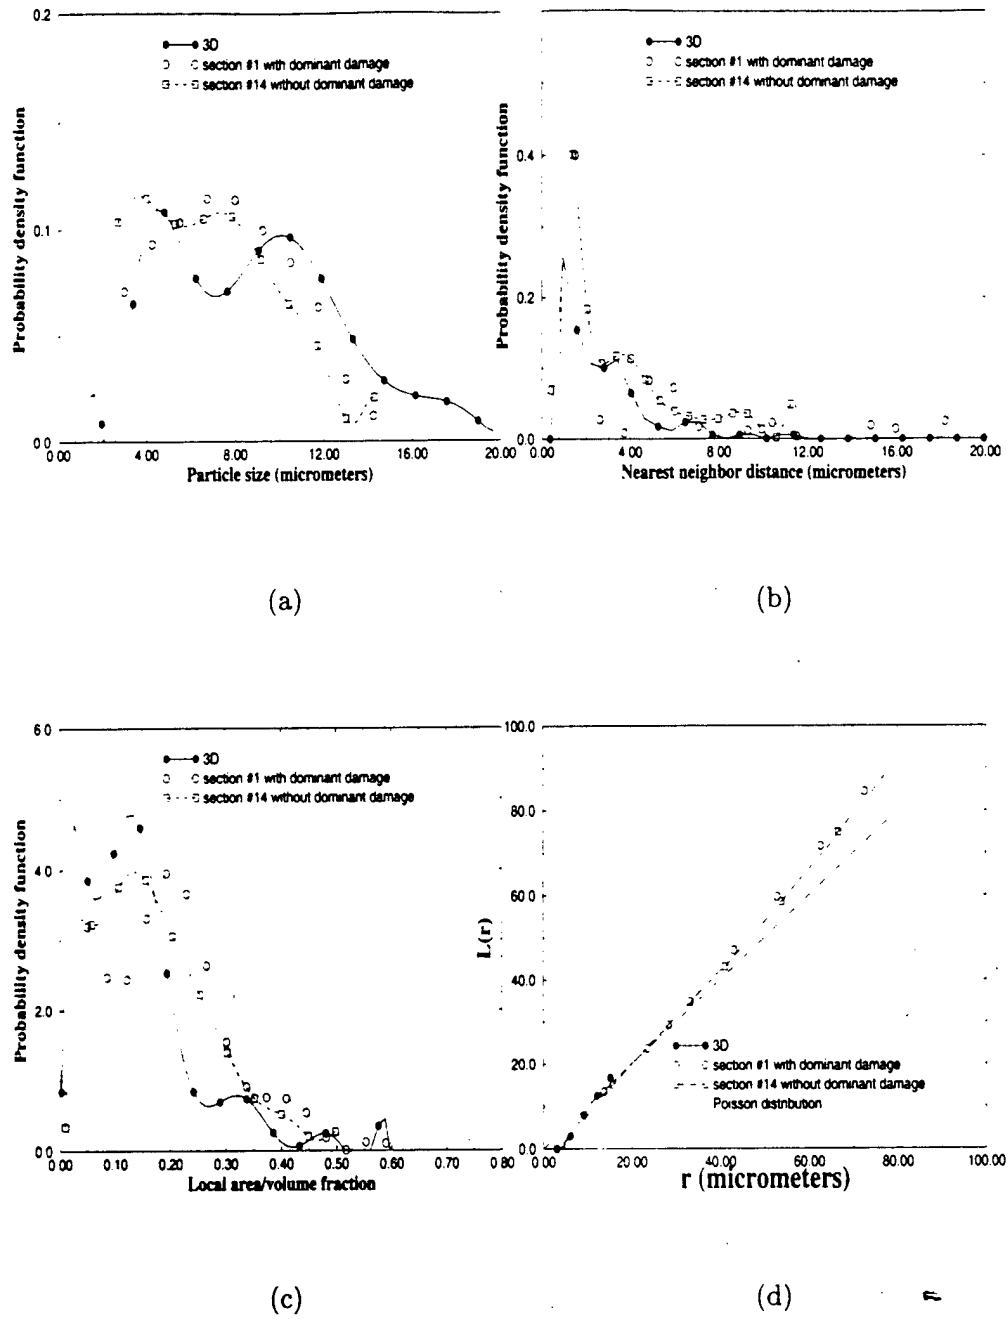 0.2
3D
section #1 with dominant damage
section #14 without dominant damage
Probability density function
0.1
0.0
0.00 4.00 8.00 12.00 16.00 20.00
Particle size (micrometers)
(a)
3D
section #1 with dominant damage
section #14 without dominant damage
Probability density function
0.4
0.2
0.0
0.00 4.00 8.00 12.00 16.00 20.00
Nearest neighbor distance (micrometers)
(b)
6.0
3D
section #1 with dominant damage
section #14 without dominant damage
Probability density function
4.0
2.0
0.0
0.00 0.10 0.20 0.30 0.40 0.50 0.60 0.70 0.80
Local area/volume fraction
(c)
100.0
80.0
60.0
L(r)
40.0
3D
section #1 with dominant damage
section #14 without dominant damage
Poisson distribution
20.0
0.0
0.00 20.00 40.00 60.00 80.00 100.00
r (micrometers)
(d)